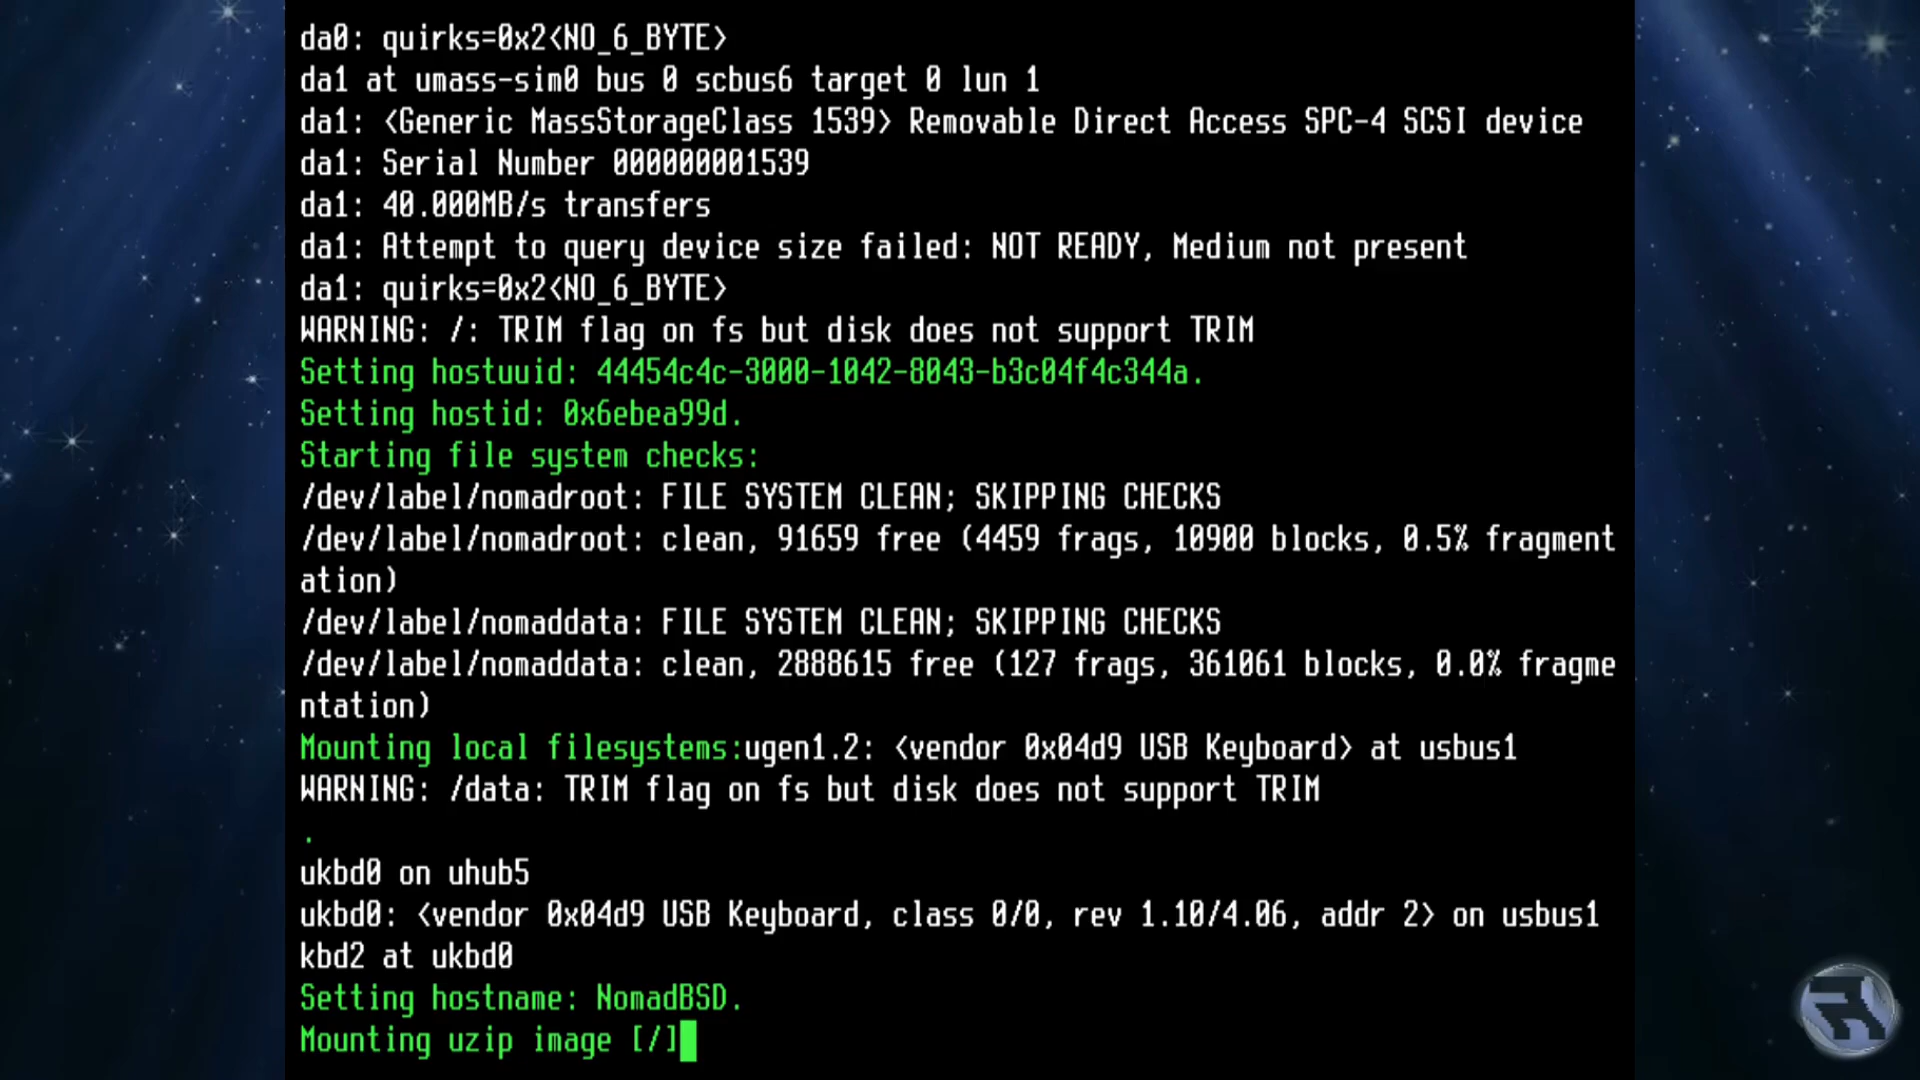 da0: quirks=0x2<NO_6_BYTE>
da1 at umass-sim0 bus 0 scbus6 target 0 lun 1
da1: <Generic MassStorageClass 1539> Removable Direct Access SPC-4 SCSI device
da1: Serial Number 000000001539
da1: 40.000MB/s transfers
da1: Attempt to query device size failed: NOT READY, Medium not present
da1: quirks=0x2<NO_6_BYTE>
WARNING: /: TRIM flag on fs but disk does not support TRIM
Setting hostuuid: 44454c4c-3000-1042-8043-b3c04f4c344a.
Setting hostid: 0x6ebea99d.
Starting file system checks:
/dev/label/nomadroot: FILE SYSTEM CLEAN; SKIPPING CHECKS
/dev/label/nomadroot: clean, 91659 free (4459 frags, 10900 blocks, 0.5% fragment
ation)
/dev/label/nomaddata: FILE SYSTEM CLEAN; SKIPPING CHECKS
/dev/label/nomaddata: clean, 2888615 free (127 frags, 361061 blocks, 0.0% fragme
ntation)
Mounting local filesystems:ugen1.2: <vendor 0x04d9 USB Keyboard> at usbus1
WARNING: /data: TRIM flag on fs but disk does not support TRIM
.
ukbd0 on uhub5
ukbd0: <vendor 0x04d9 USB Keyboard, class 0/0, rev 1.10/4.06, addr 2> on usbus1
kbd2 at ukbd0
Setting hostname: NomadBSD.
Mounting uzip image [/]